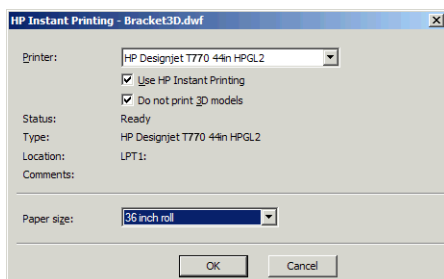 HP Instant Printing - Bracket3D.dwf
Printer: HP Designjet T770 44in HPGL2
Use HP Instant Printing
Do not print 3D models
Status: Ready
Type: HP Designjet T770 44in HPGL2
Location: LPT1:
Comments:
Paper size: 36 inch roll
OK Cancel